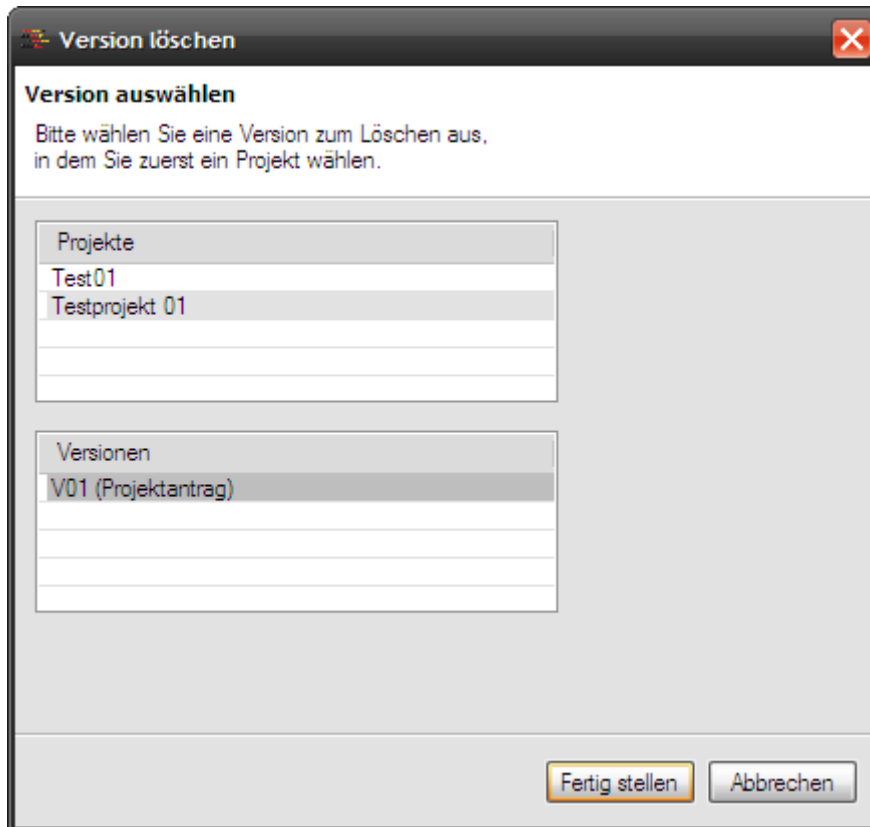 Version löschen
Version auswählen
Bitte wählen Sie eine Version zum Löschen aus,
in dem Sie zuerst ein Projekt wählen.
Projekte
Test01
Testprojekt 01
Versionen
V01 (Projektantrag)
Fertig stellen Abbrechen